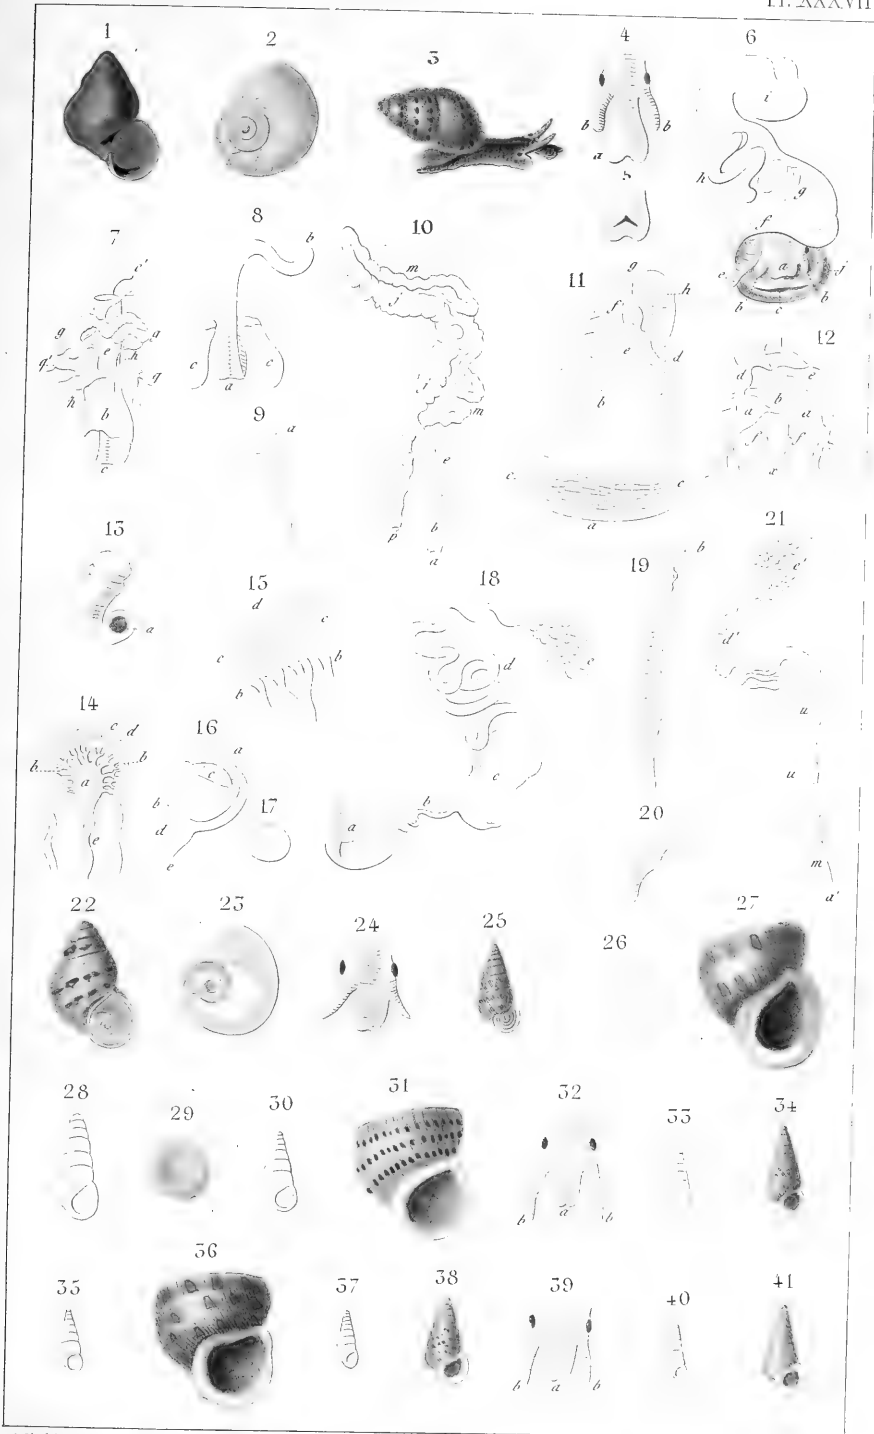 Pl. XXXVII
1
2
3
4
6
b
b
a
5
i
h
g
f
e
a
j
b
c
b
7
c'
g
a
e
g'
h
g
h
b
c
8
b
c
c
a
9
a
10
m
j
j
m
e
p'
b
a'
11
g
h
f
e
d
b
c
c
a
12
d
e
b
a
a
f
f
x
13
a
14
c
d
b
b
a
e
15
d
c
c
b
b
16
a
c
b
d
e
17
18
d
e
c
b
a
19
b
20
21
e'
d'
u
u
m
a'
22
23
24
25
26
27
28
29
30
31
32
b
a
b
33
34
35
36
37
38
39
b
a
b
40
41